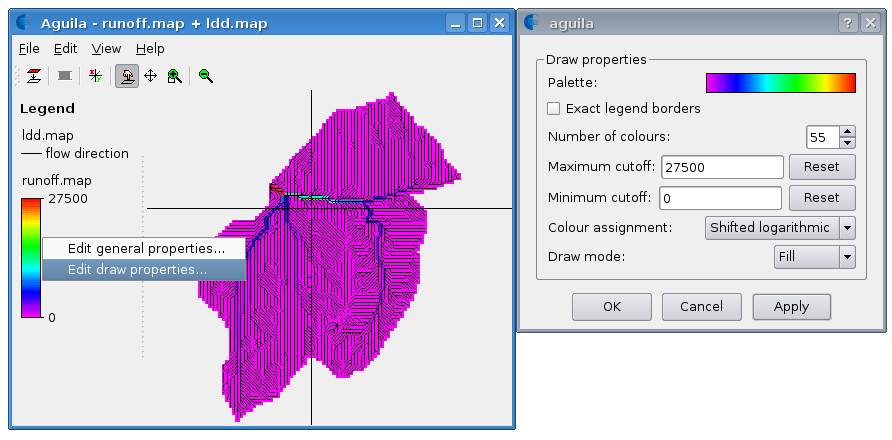 Aguila - runoff.map + ldd.map
File Edit View Help
Legend
ldd.map
flow direction
runoff.map
27500
0
Edit general properties...
Edit draw properties...
aguila
Draw properties
Palette:
Exact legend borders
Number of colours: 55
Maximum cutoff: 27500 Reset
Minimum cutoff: 0 Reset
Colour assignment: Shifted logarithmic
Draw mode: Fill
OK Cancel Apply